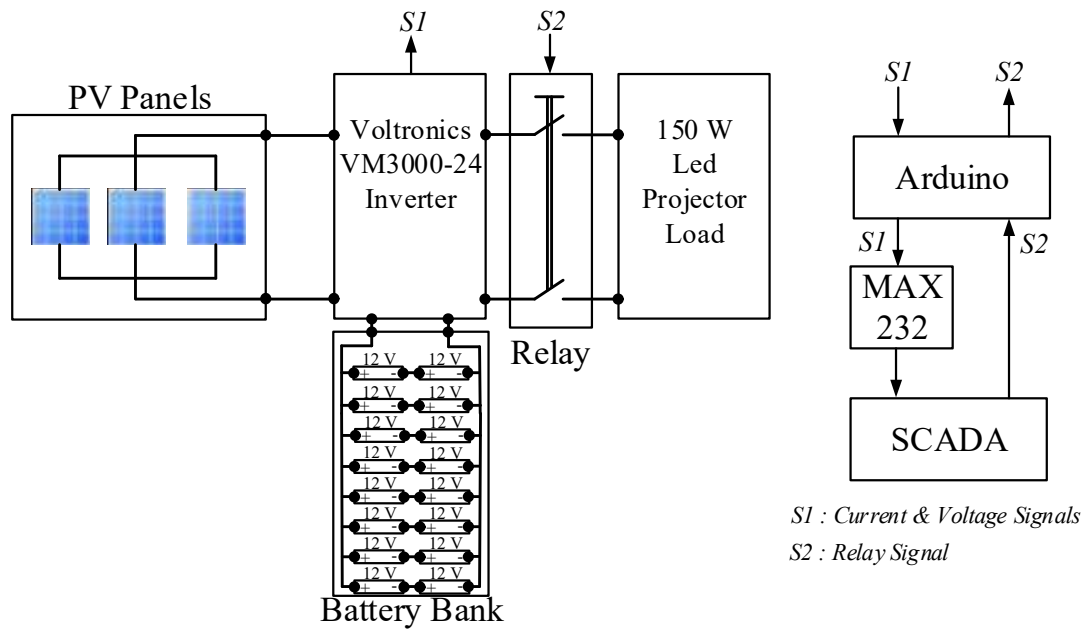 S1
S2
PV Panels
Voltronics
VM3000-24
Inverter
150 W
Led
Projector
Load
Relay
12 V 12 V
+ - + -
12 V 12 V
+ - + -
12 V 12 V
+ - + -
12 V 12 V
+ - + -
12 V 12 V
+ - + -
12 V 12 V
+ - + -
12 V 12 V
+ - + -
12 V 12 V
+ - + -
Battery Bank
S1
S2
Arduino
S1
S2
MAX
232
SCADA
S1 : Current & Voltage Signals
S2 : Relay Signal